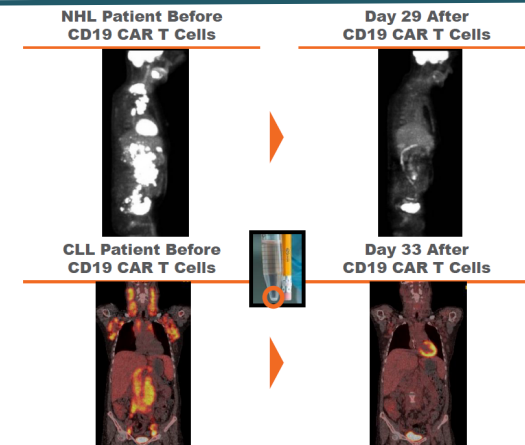 NHL Patient Before
CD19 CAR T Cells
Day 29 After
CD19 CAR T Cells
CLL Patient Before
CD19 CAR T Cells
Day 33 After
CD19 CAR T Cells